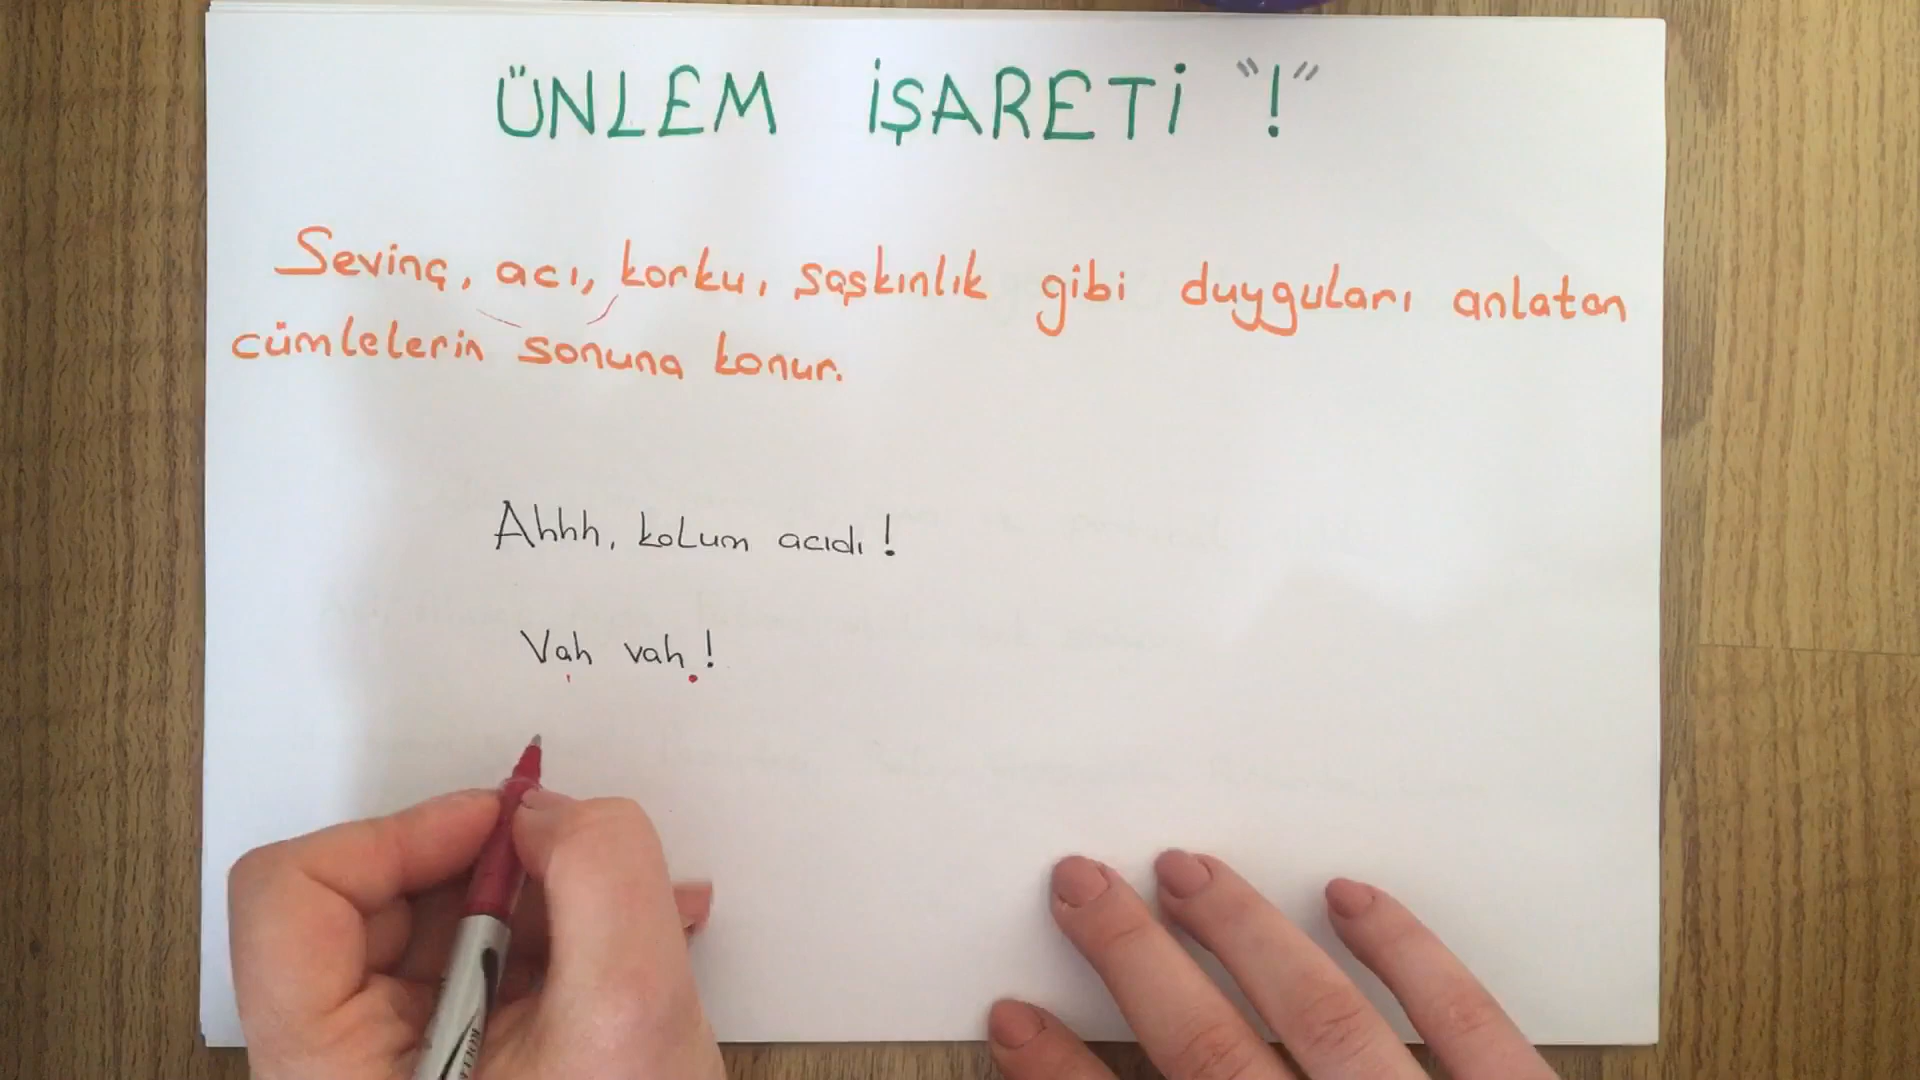 ÜNLEM İŞARETİ "!"
Sevinç, acı, korku, şaşkınlık gibi duyguları anlatan
cümlelerin sonuna konur.
Ahhh, kolum acıdı!
Vah vah!